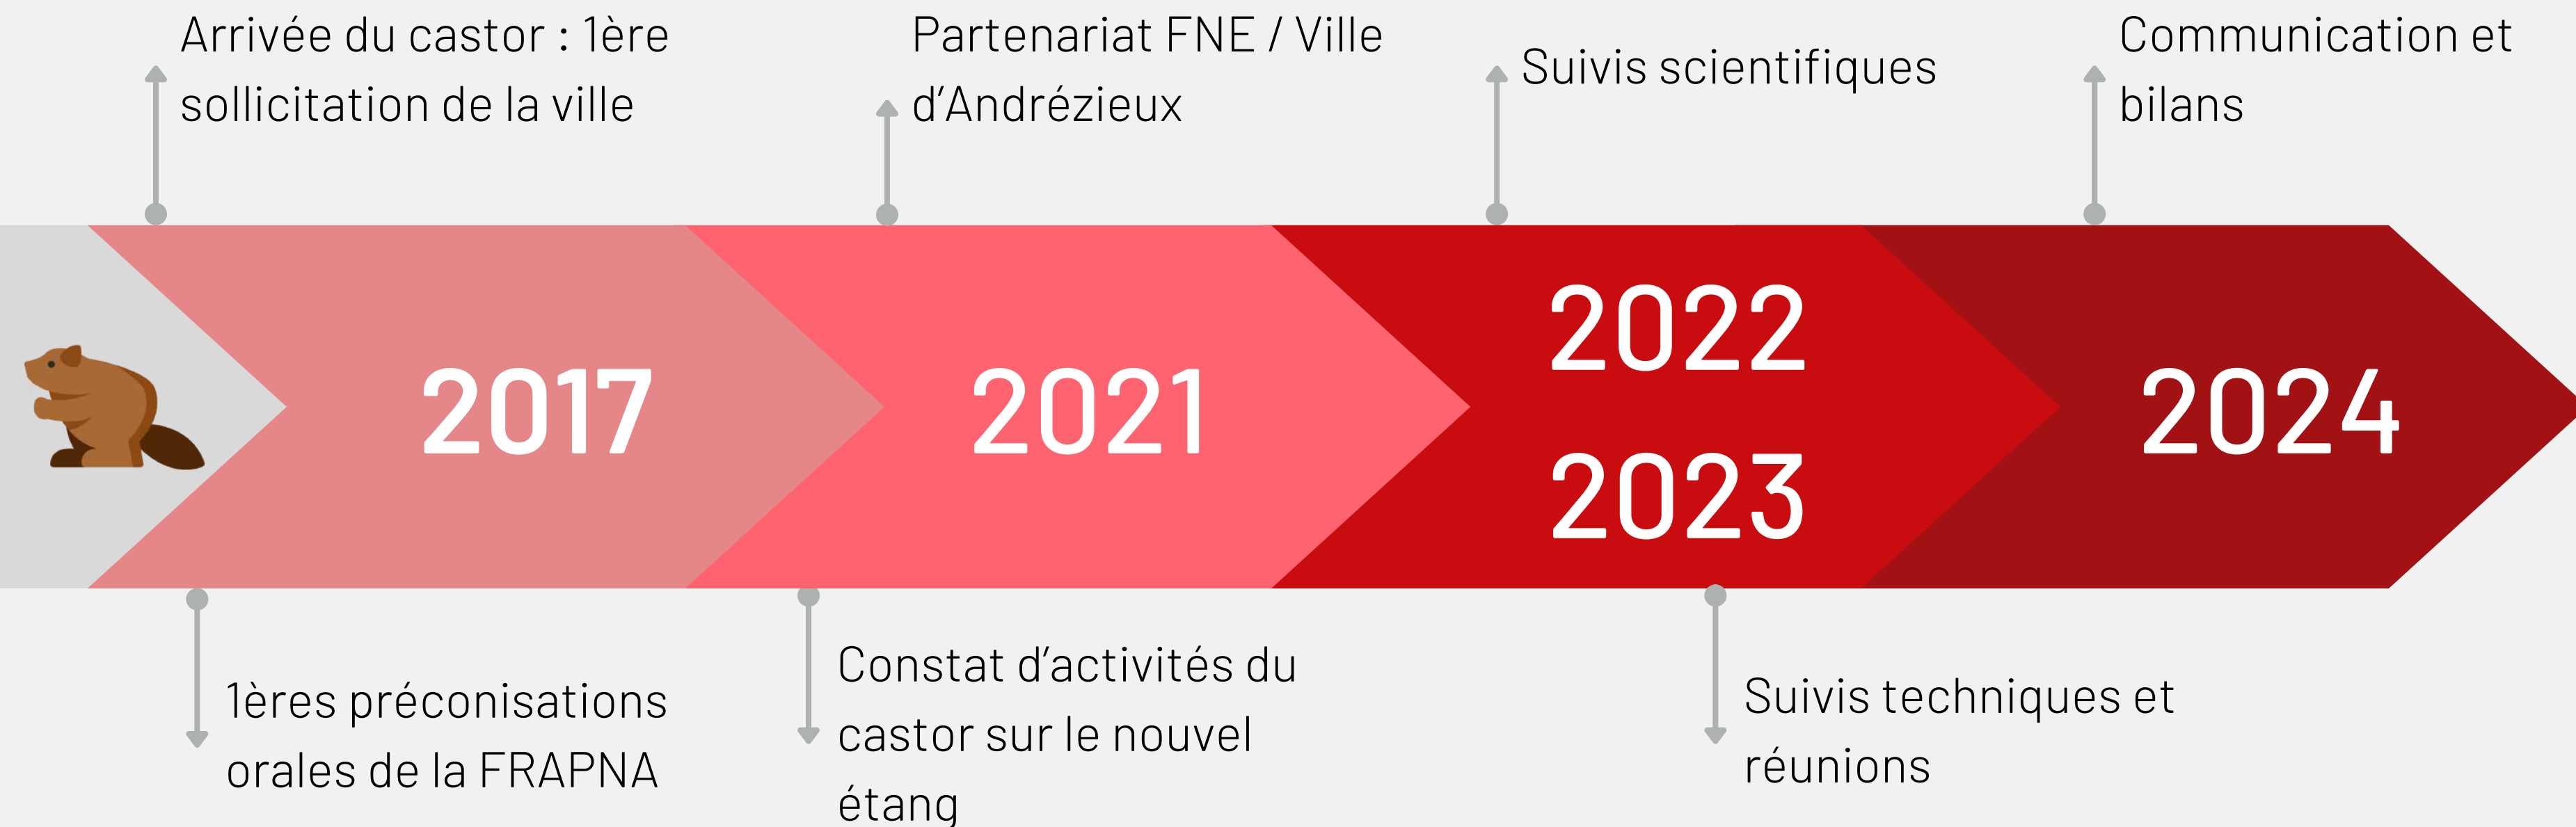 Arrivée du castor : 1ère
sollicitation de la ville
Partenariat FNE / Ville
d'Andrézieux
Suivis scientifiques
Communication et
bilans
2017
2021
2022
2023
2024
1ères préconisations
orales de la FRAPNA
Constat d'activités du
castor sur le nouvel
étang
Suivis techniques et
réunions